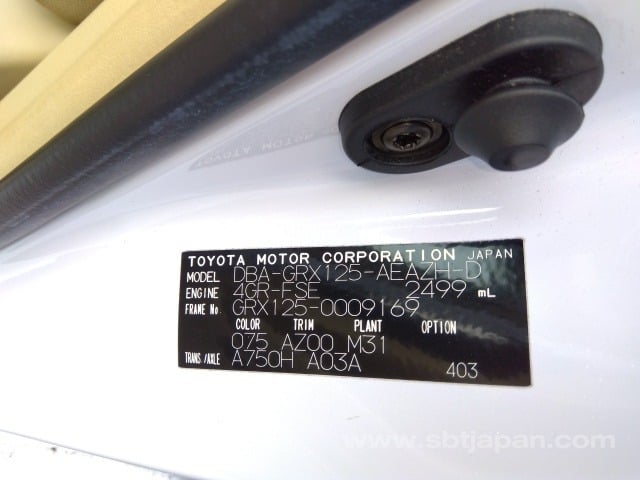 TOYOTA MOTOR CORPORATION JAPAN
MODEL DBA-GRX125-AEAZH-D
ENGINE 4GR-FSE 2499 mL
FRAME No. GRX125-0009169
COLOR TRIM PLANT OPTION
0Z5 AZ00 M31
TRANS/AXLE A750H A03A
403
www.sbtjapan.com